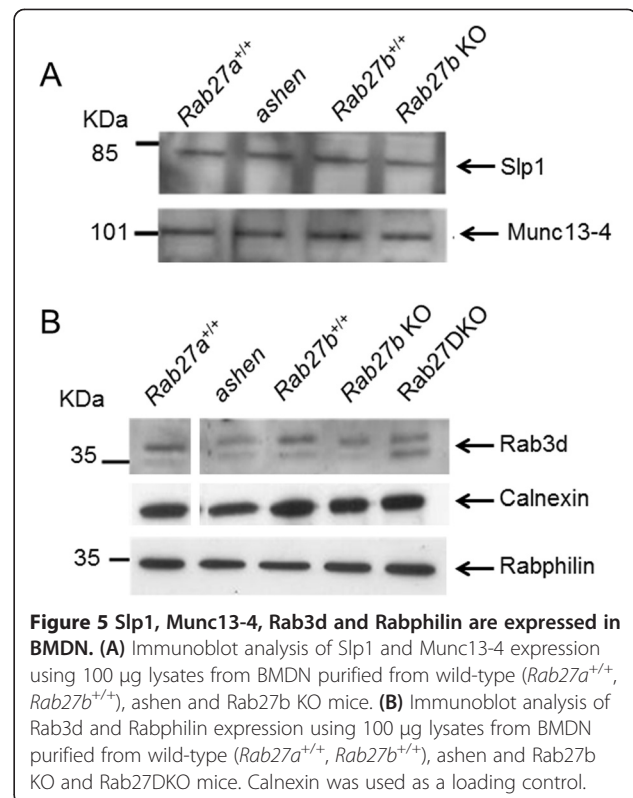 A
Rab27a+/+ ashen Rab27b+/+ Rab27b KO
KDa
85
Slp1
101
Munc13-4
B
Rab27a+/+ ashen Rab27b+/+ Rab27b KO Rab27DKO
KDa
35
Rab3d
Calnexin
35
Rabphilin
Figure 5 Slp1, Munc13-4, Rab3d and Rabphilin are expressed in
BMDN. (A) Immunoblot analysis of Slp1 and Munc13-4 expression
using 100 μg lysates from BMDN purified from wild-type (Rab27a+/+,
Rab27b+/+), ashen and Rab27b KO mice. (B) Immunoblot analysis of
Rab3d and Rabphilin expression using 100 μg lysates from BMDN
purified from wild-type (Rab27a+/+, Rab27b+/+), ashen and Rab27b
KO and Rab27DKO mice. Calnexin was used as a loading control.